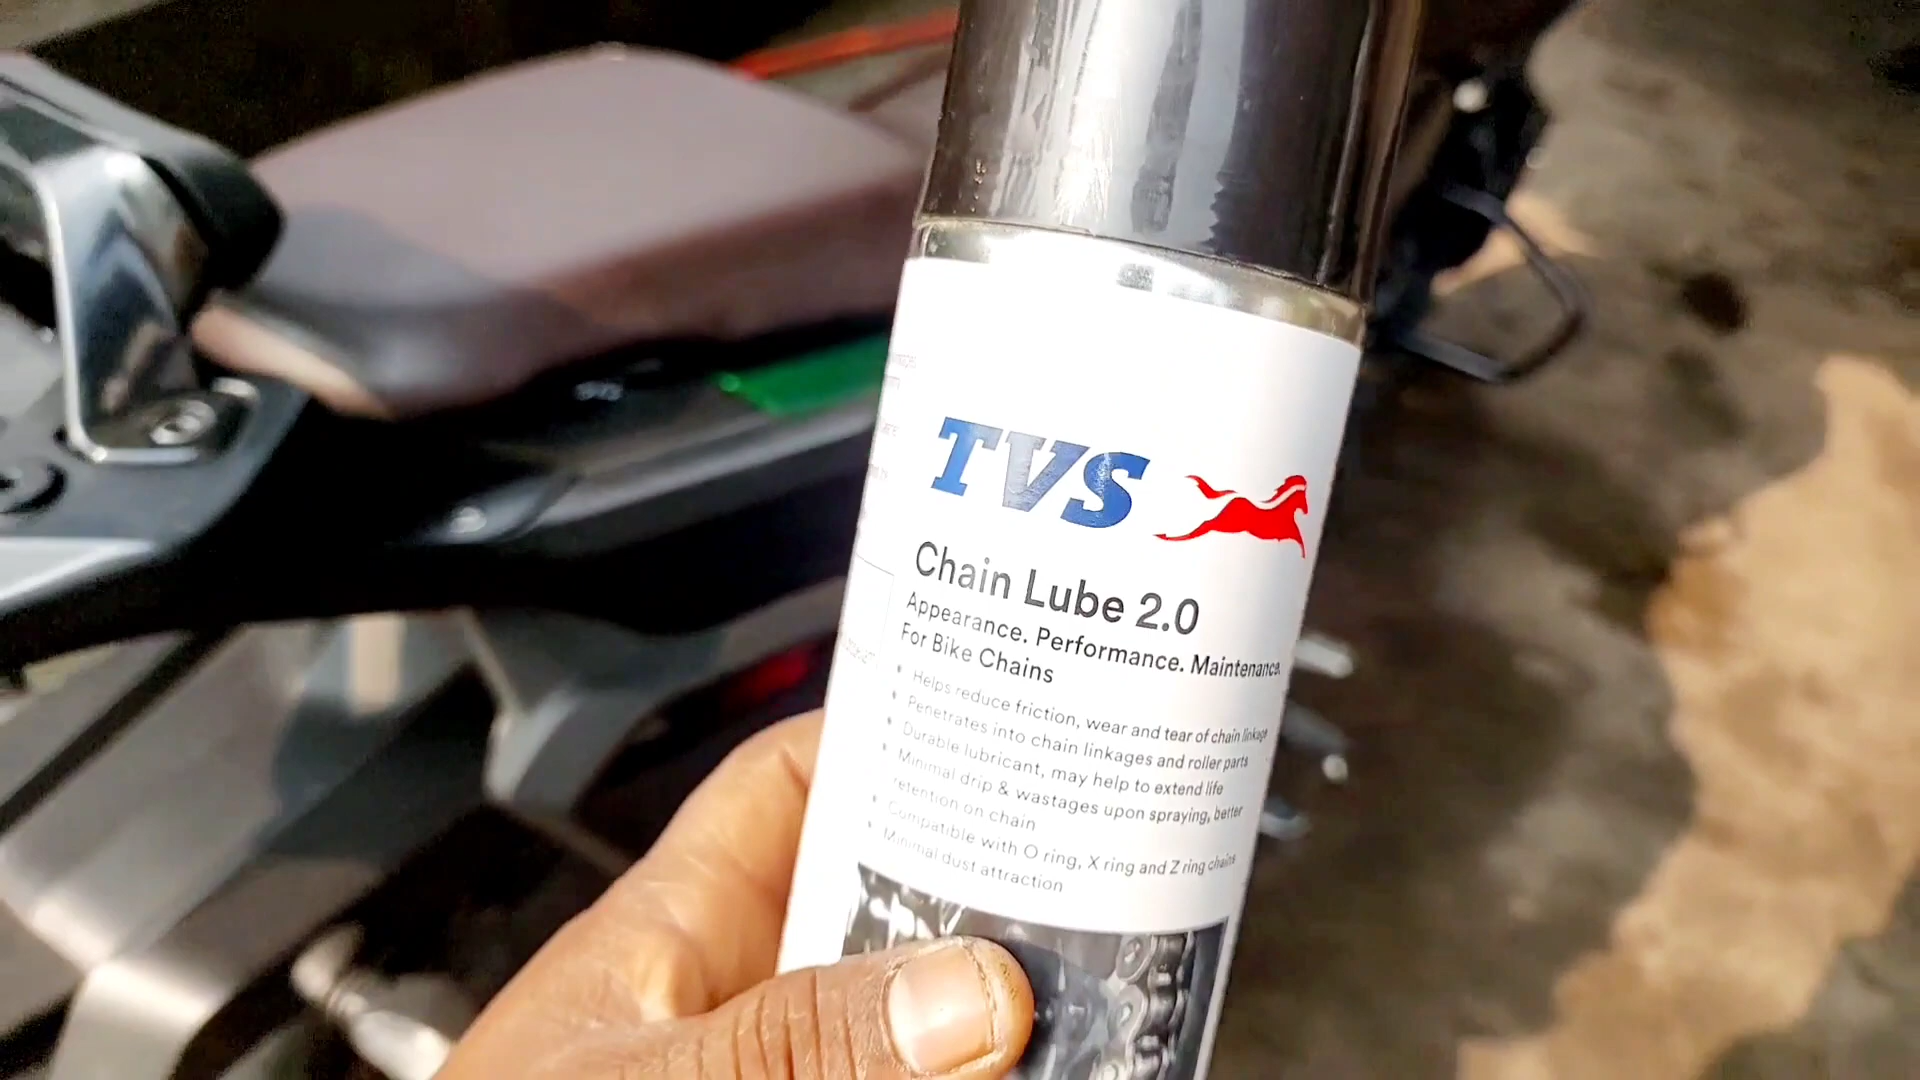 TVS
Chain Lube 2.0
Appearance. Performance. Maintenance.
For Bike Chains
• Helps reduce friction, wear and tear of chain linkage
• Penetrates into chain linkages and roller parts
• Durable lubricant, may help to extend life
• Minimal drip & wastages upon spraying, better
retention on chain
• Compatible with O ring, X ring and Z ring chains
• Minimal dust attraction